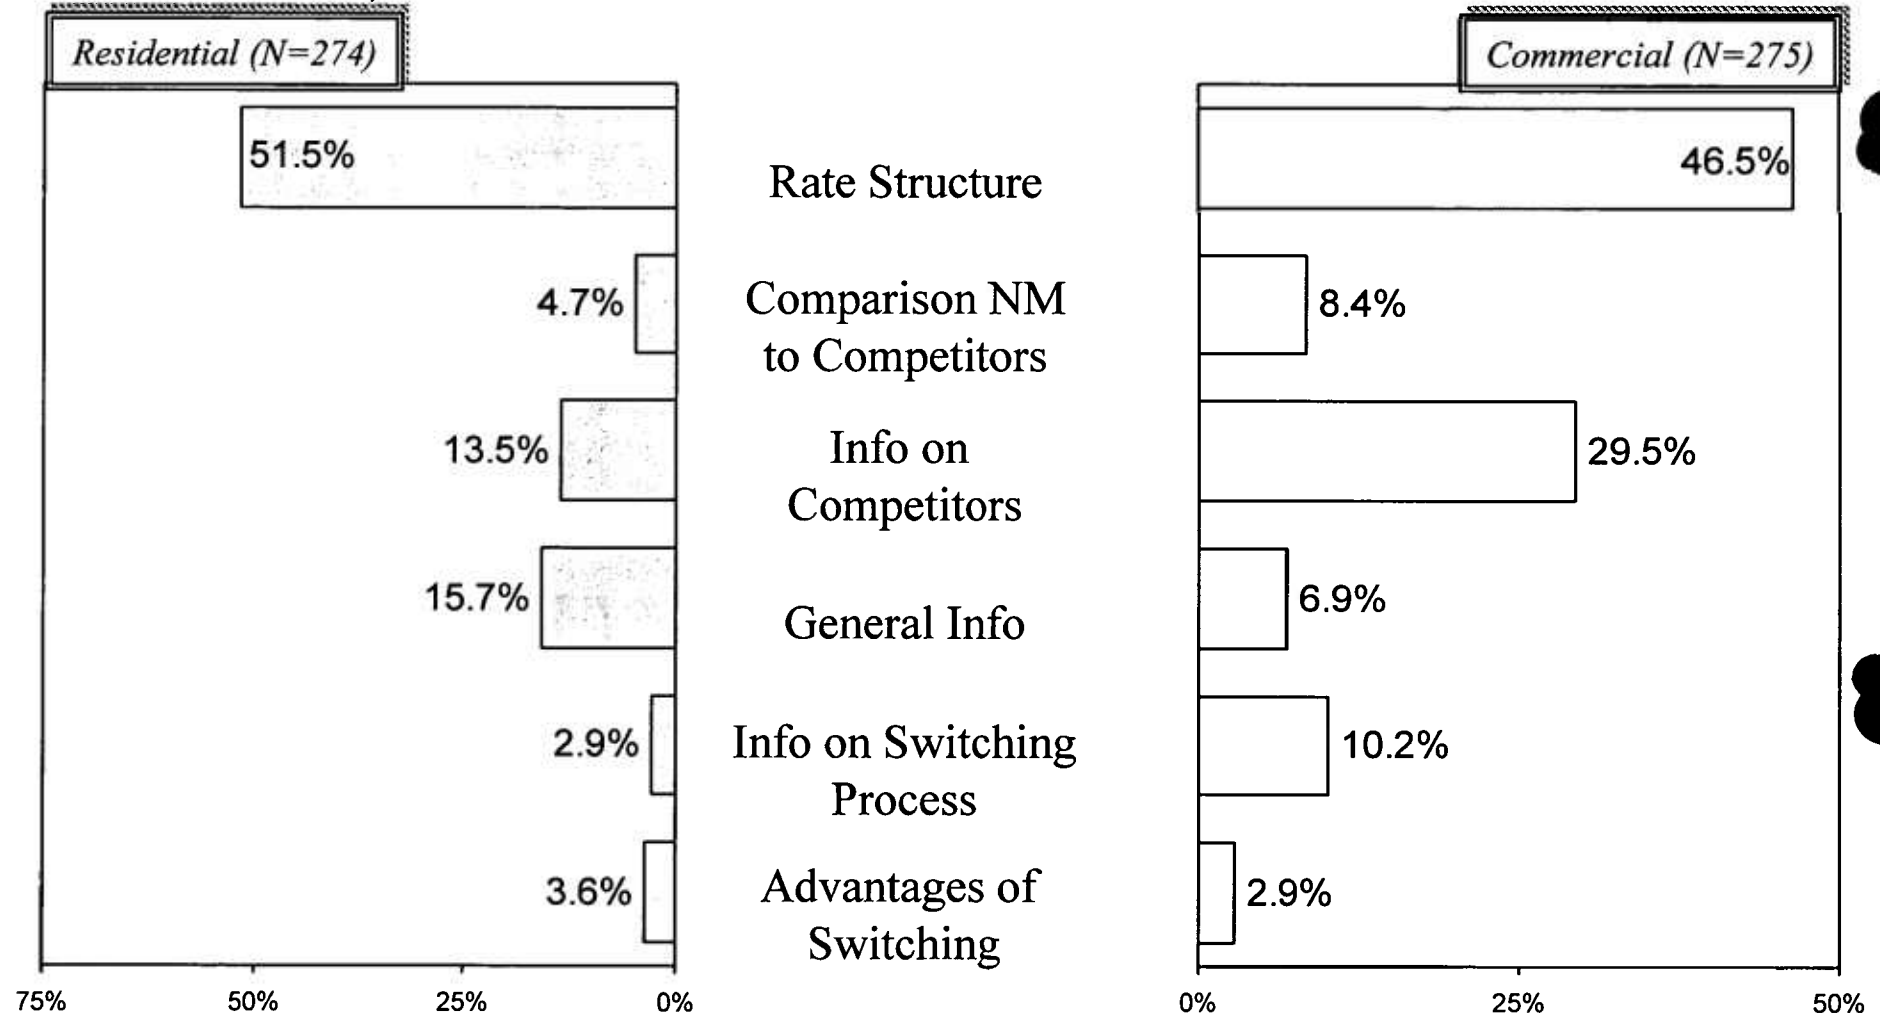 Residential (N=274)
Commercial (N=275)
51.5%
Rate Structure
46.5%
4.7%
Comparison NM
to Competitors
8.4%
13.5%
Info on
Competitors
29.5%
15.7%
General Info
6.9%
2.9%
Info on Switching
Process
10.2%
3.6%
Advantages of
Switching
2.9%
75% 50% 25% 0%
0% 25% 50%